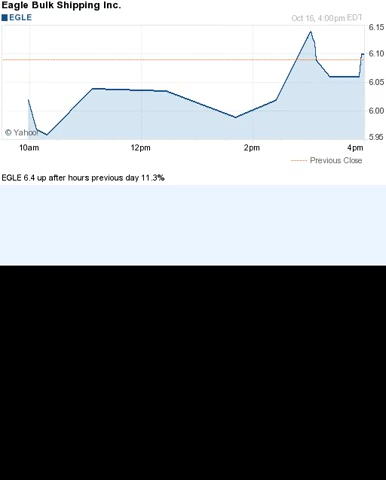 Eagle Bulk Shipping Inc.
EGLE
Oct 16, 4:00pm EDT
6.15
6.10
6.05
6.00
5.95
© Yahoo!
10am 12pm 2pm 4pm
Previous Close
EGLE 6.4 up after hours previous day 11.3%